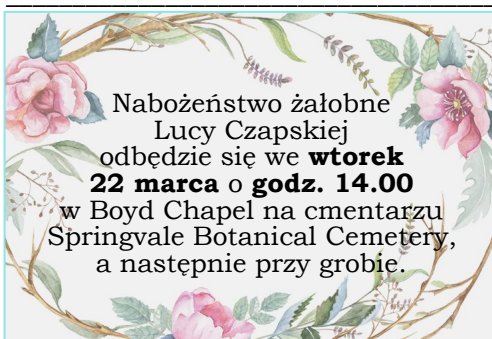 Nabożeństwo żałobne
Lucy Czapskiej
odbędzie się we wtorek
22 marca o godz. 14.00
w Boyd Chapel na cmentarzu
Springvale Botanical Cemetery,
a następnie przy grobie.